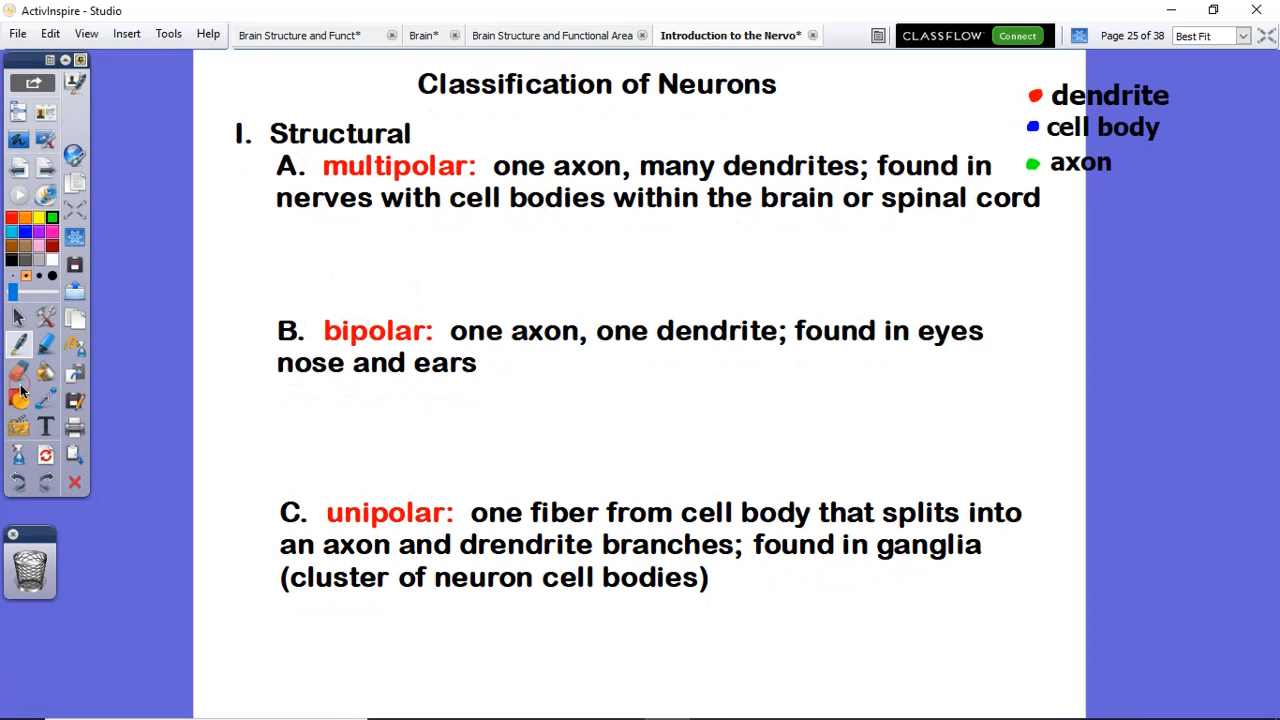 ActivInspire - Studio
File Edit View Insert Tools Help
Brain Structure and Funct* Brain* Brain Structure and Functional Area Introduction to the Nervo*
CLASSFLOW Connect
Page 25 of 38 Best Fit
Classification of Neurons
dendrite
cell body
axon
I. Structural
A. multipolar: one axon, many dendrites; found in
nerves with cell bodies within the brain or spinal cord
B. bipolar: one axon, one dendrite; found in eyes
nose and ears
C. unipolar: one fiber from cell body that splits into
an axon and drendrite branches; found in ganglia
(cluster of neuron cell bodies)
T